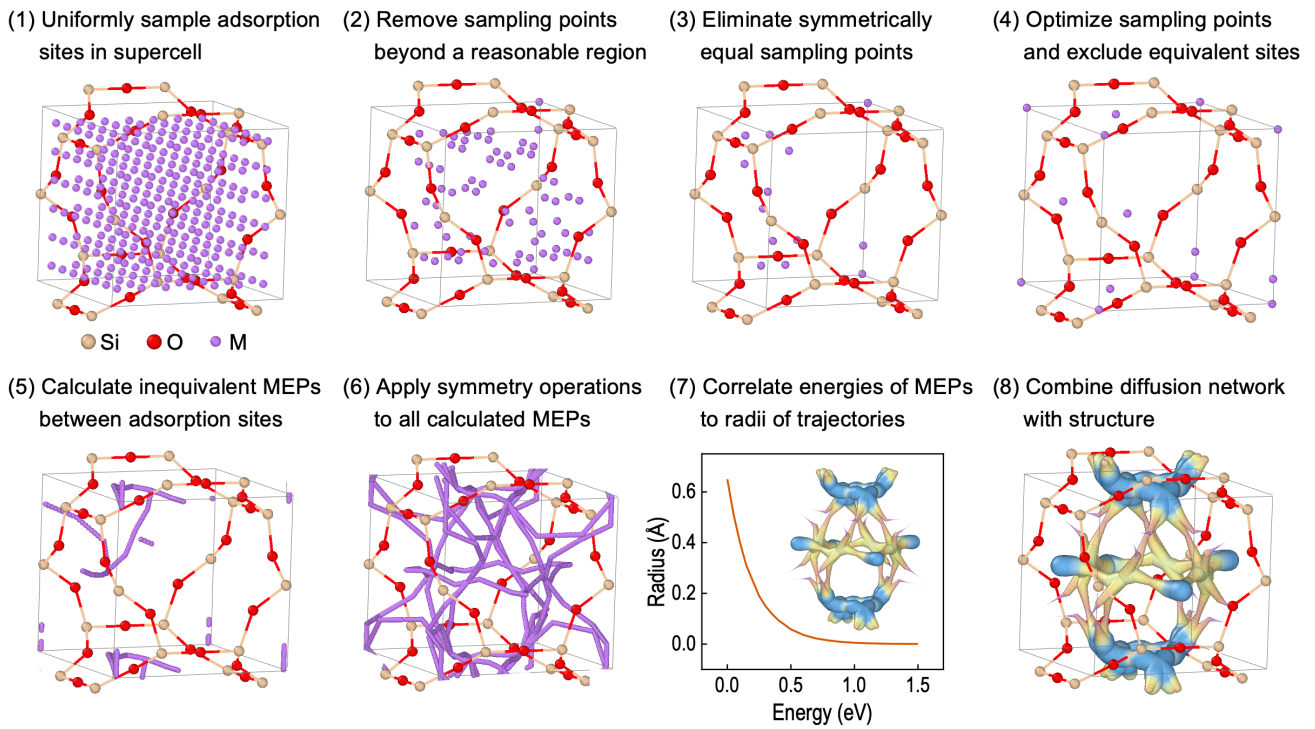 (1) Uniformly sample adsorption
sites in supercell
(2) Remove sampling points
beyond a reasonable region
(3) Eliminate symmetrically
equal sampling points
(4) Optimize sampling points
and exclude equivalent sites
Si O M
(5) Calculate inequivalent MEPs
between adsorption sites
(6) Apply symmetry operations
to all calculated MEPs
(7) Correlate energies of MEPs
to radii of trajectories
(8) Combine diffusion network
with structure
Radius (Å)
0.6
0.4
0.2
0.0
0.0 0.5 1.0 1.5
Energy (eV)